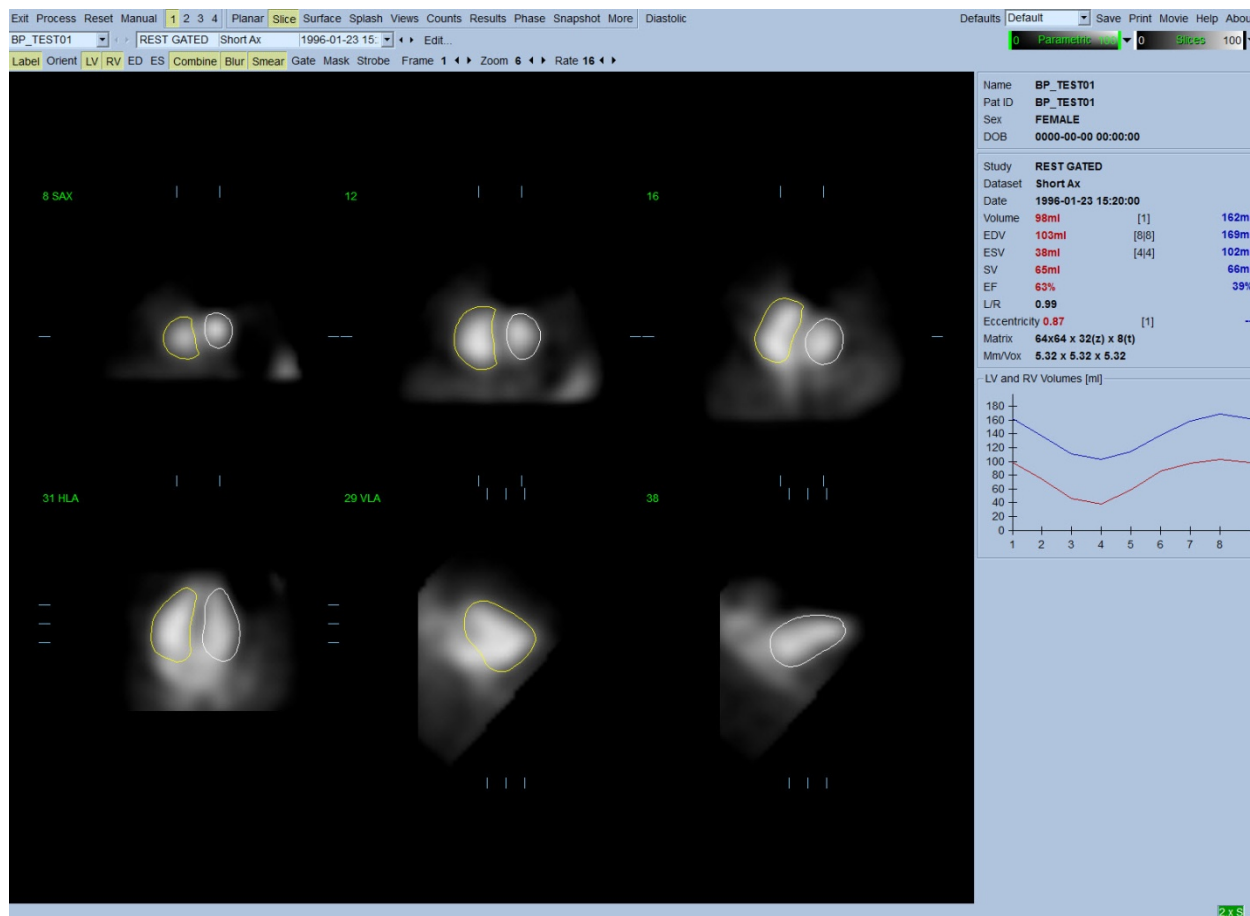 Exit Process Reset Manual 1 2 3 4 Planar Slice Surface Splash Views Counts Results Phase Snapshot More Diastolic Defaults Default Save Print Movie Help Abou
BP_TEST01 REST GATED Short Ax 1996-01-23 15: Edit... 0 Parametric 100 0 Slices 100
Label Orient LV RV ED ES Combine Blur Smear Gate Mask Strobe Frame 1 Zoom 6 Rate 16
8 SAX 12 16
31 HLA 29 VLA 38
Name BP_TEST01
Pat ID BP_TEST01
Sex FEMALE
DOB 0000-00-00 00:00:00
Study REST GATED
Dataset Short Ax
Date 1996-01-23 15:20:00
Volume 98ml [1] 162m
EDV 103ml [8|8] 169m
ESV 38ml [4|4] 102m
SV 65ml 66m
EF 63% 39%
L/R 0.99
Eccentricity 0.87 [1] --
Matrix 64x64 x 32(z) x 8(t)
Mm/Vox 5.32 x 5.32 x 5.32
LV and RV Volumes [ml]
180
160
140
120
100
80
60
40
20
0
1 2 3 4 5 6 7 8
2 x S